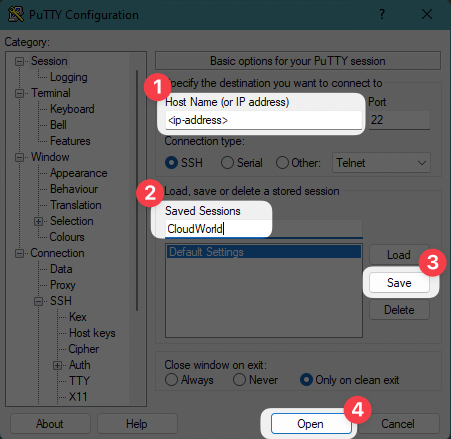 PuTTY Configuration
Category:
Session
Logging
Terminal
Keyboard
Bell
Features
Window
Appearance
Behaviour
Translation
Selection
Colours
Connection
Data
Proxy
SSH
Kex
Host keys
Cipher
Auth
TTY
X11
Basic options for your PuTTY session
Specify the destination you want to connect to
1
Host Name (or IP address) Port
<ip-address> 22
Connection type:
SSH Serial Other: Telnet
Load, save or delete a stored session
2
Saved Sessions
CloudWorld
Default Settings
Load
3
Save
Delete
Close window on exit:
Always Never Only on clean exit
4
About Help Open Cancel